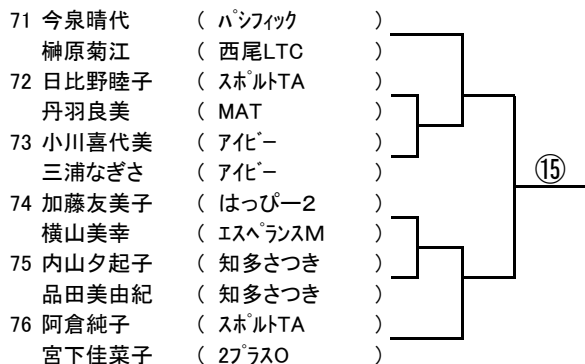 71 今泉晴代 ( パシフィック )
榊原菊江 ( 西尾LTC )
72 日比野睦子 ( スポルトTA )
丹羽良美 ( MAT )
73 小川喜代美 ( アイビー )
三浦なぎさ ( アイビー )
⑮
74 加藤友美子 ( はっぴー2 )
横山美幸 ( エスペランスM )
75 内山夕起子 ( 知多さつき )
品田美由紀 ( 知多さつき )
76 阿倉純子 ( スポルトTA )
宮下佳菜子 ( 2プラスO )